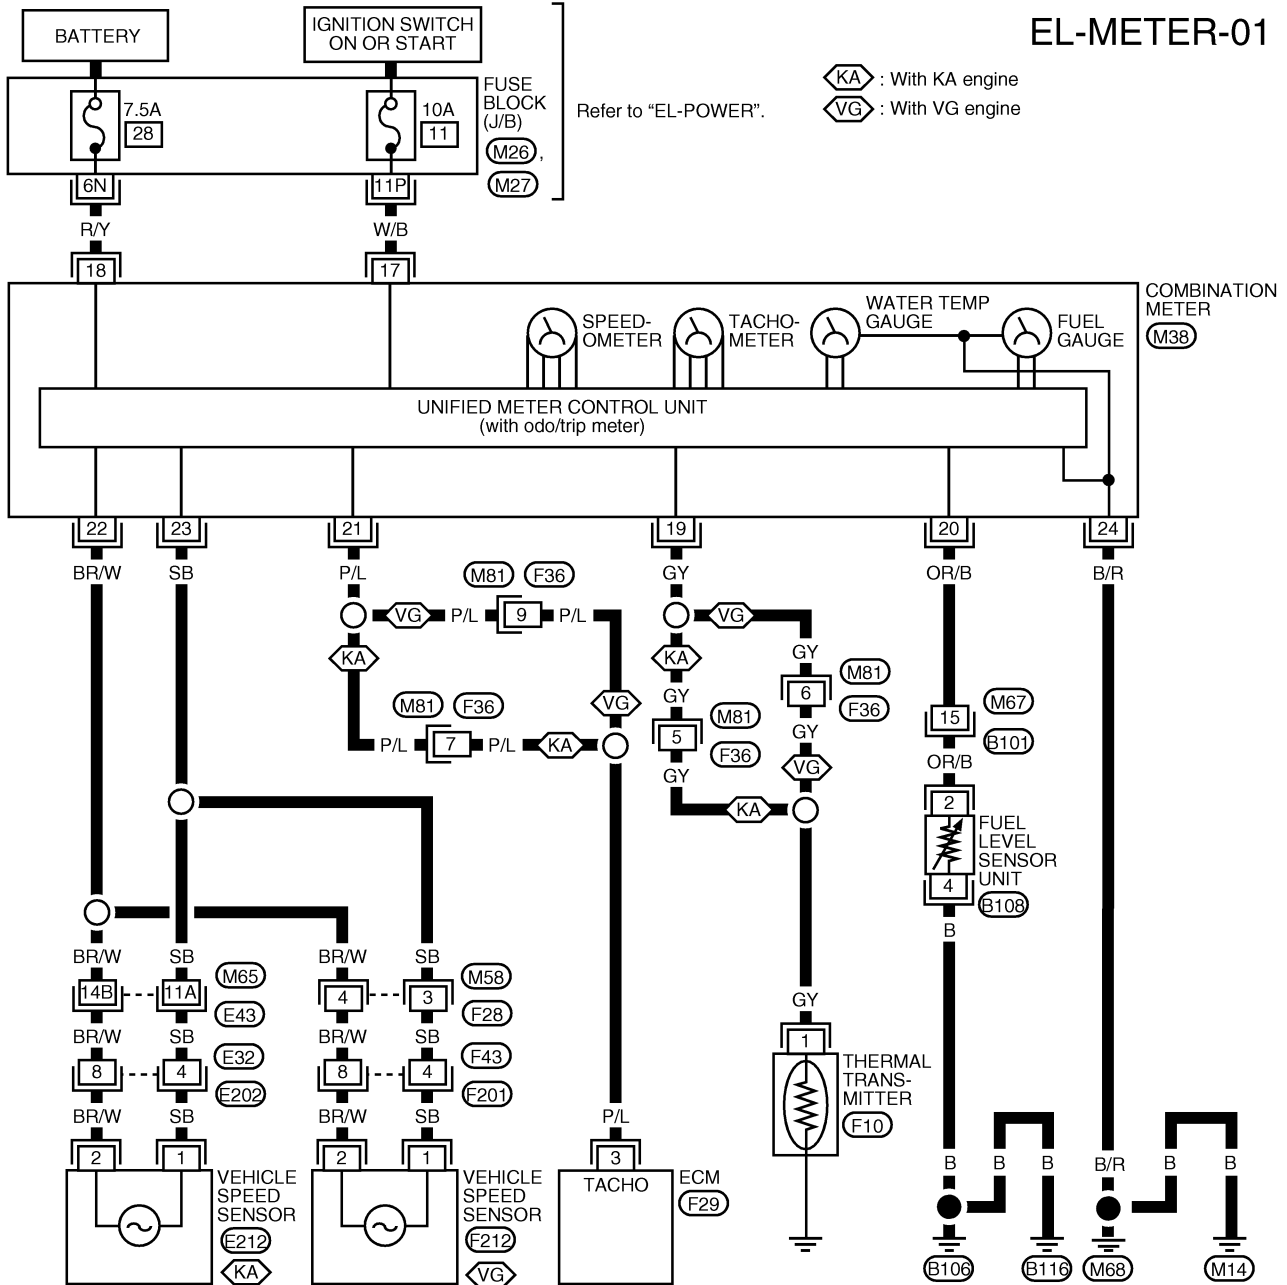 EL-METER-01
BATTERY
IGNITION SWITCH
ON OR START
KA : With KA engine
VG : With VG engine
7.5A
28
10A
11
FUSE
BLOCK
(J/B)
M26 ,
M27
Refer to “EL-POWER”.
6N
11P
R/Y
W/B
18
17
SPEED-
OMETER
TACHO-
METER
WATER TEMP
GAUGE
FUEL
GAUGE
COMBINATION
METER
M38
UNIFIED METER CONTROL UNIT
(with odo/trip meter)
22 23 21 19 20 24
BR/W SB P/L GY OR/B B/R
M81 F36
VG P/L 9 P/L
VG
KA
KA
GY
M81
F36
6
GY
VG
GY
M81
F36
5
GY
KA
M81 F36
P/L 7 P/L KA
VG
M67
15
B101
OR/B
2
FUEL
LEVEL
SENSOR
UNIT
4
B108
B
BR/W SB BR/W SB
14B 11A
M65
E43
4 3
M58
F28
BR/W SB BR/W SB
8 4
E32
E202
8 4
F43
F201
BR/W SB BR/W SB
2 1
VEHICLE
SPEED
SENSOR
E212
KA
2 1
VEHICLE
SPEED
SENSOR
F212
VG
P/L
3
TACHO
ECM
F29
GY
1
THERMAL
TRANS-
MITTER
F10
B B B B/R B B
B106 B116 M68 M14